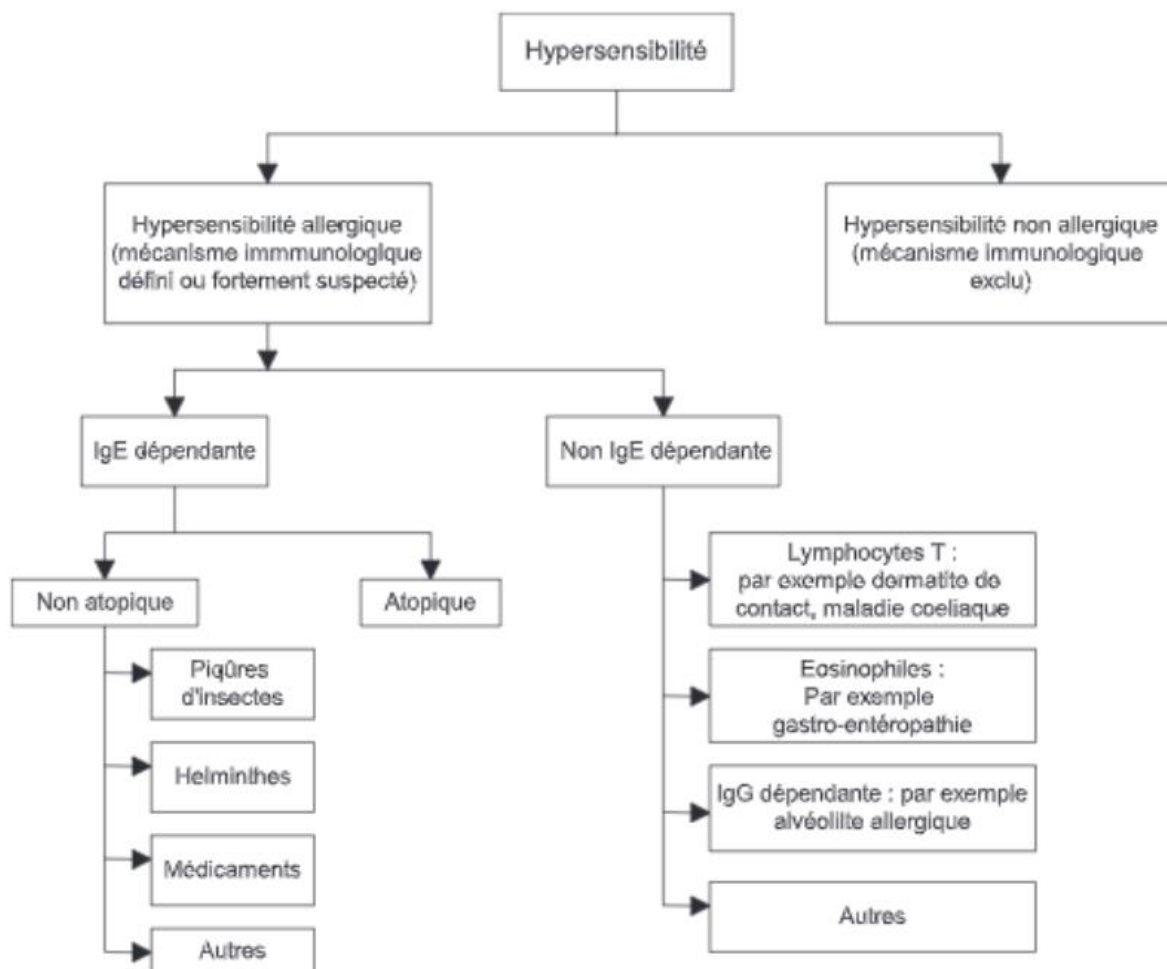 Hypersensibilité
Hypersensibilité allergique
(mécanisme immmunologique
défini ou fortement suspecté)
Hypersensibilité non allergique
(mécanisme immunologique
exclu)
IgE dépendante
Non IgE dépendante
Non atopique
Atopique
Piqûres
d'insectes
Helminthes
Médicaments
Autres
Lymphocytes T :
par exemple dermatite de
contact, maladie coeliaque
Eosinophiles :
Par exemple
gastro-entéropathie
IgG dépendante : par exemple
alvéolilte allergique
Autres